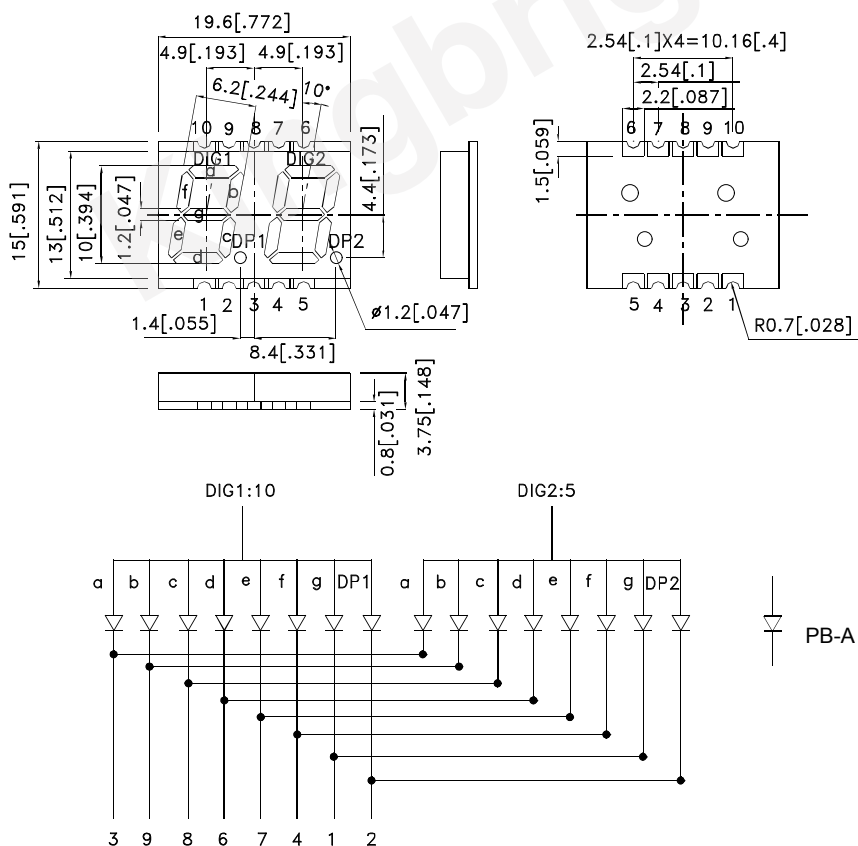 19.6[.772]
4.9[.193] 4.9[.193]
6.2[.244] 10°
10 9 8 7 6
DIG1 DIG2
a
f b
g
e c
d
DP1 DP2
15[.591]
13[.512]
10[.394]
1.2[.047]
4.4[.173]
1 2 3 4 5
ø1.2[.047]
1.4[.055]
8.4[.331]
2.54[.1]X4=10.16[.4]
2.54[.1]
2.2[.087]
6 7 8 9 10
1.5[.059]
5 4 3 2 1
R0.7[.028]
0.8[.031]
3.75[.148]
DIG1:10 DIG2:5
a b c d e f g DP1 a b c d e f g DP2
PB-A
3 9 8 6 7 4 1 2